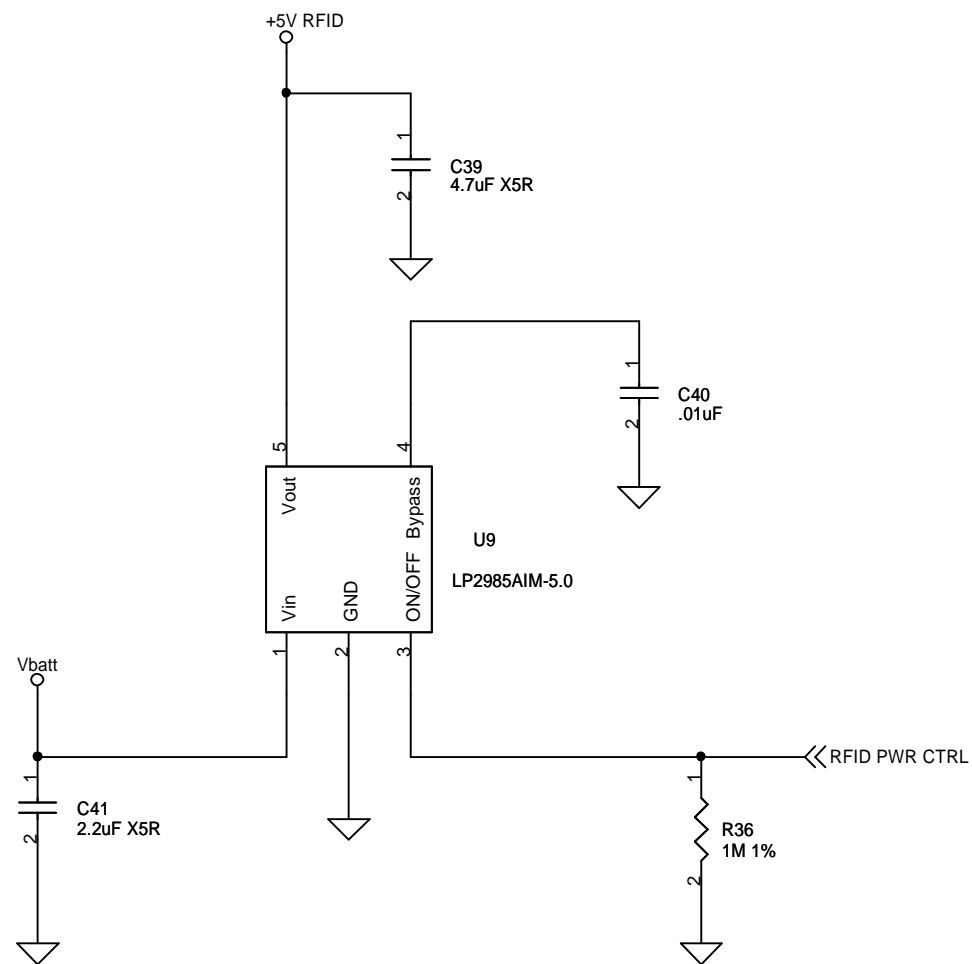 +5V RFID
1
C39
4.7uF X5R
2
1
C40
.01uF
2
5
4
Vout
Bypass
U9
LP2985AIM-5.0
Vin
GND
ON/OFF
1
2
3
Vbatt
RFID PWR CTRL
1
C41
2.2uF X5R
2
1
R36
1M 1%
2